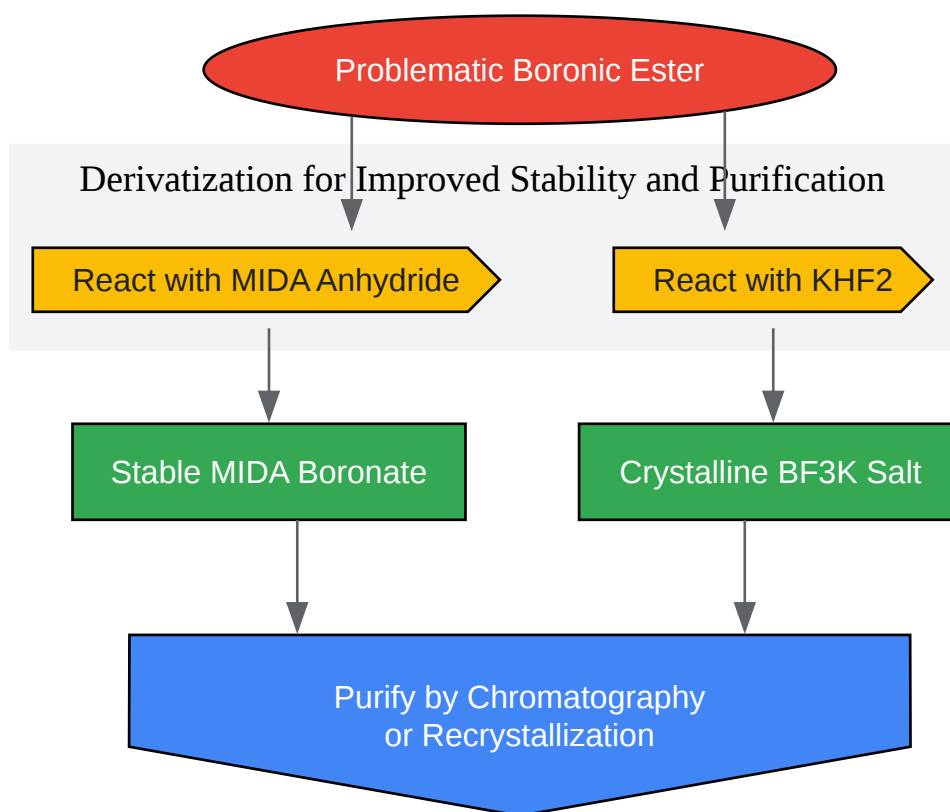 Problematic Boronic Ester
Derivatization for Improved Stability and Purification
React with MIDA Anhydride
React with KHF2
Stable MIDA Boronate
Crystalline BF3K Salt
Purify by Chromatography
or Recrystallization